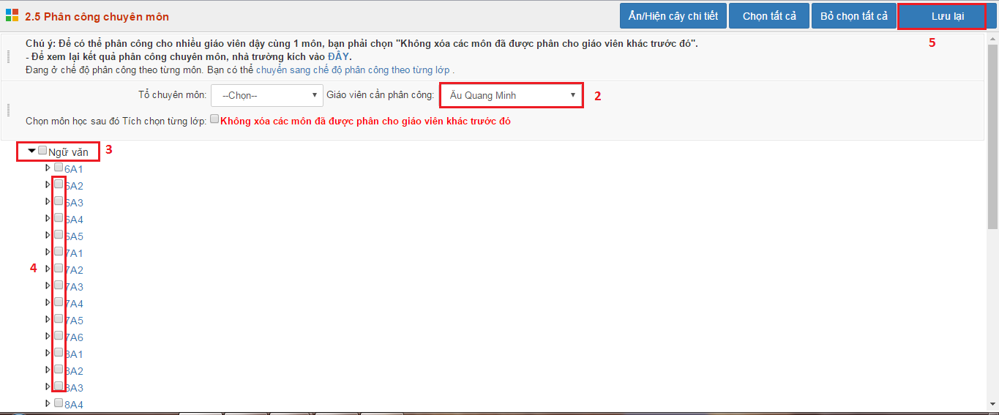 2.5 Phân công chuyên môn
Ẩn/Hiện cây chi tiết
Chọn tất cả
Bỏ chọn tất cả
Lưu lại
5
Chú ý: Để có thể phân công cho nhiều giáo viên dậy cùng 1 môn, bạn phải chọn "Không xóa các môn đã được phân cho giáo viên khác trước đó".
- Để xem lại kết quả phân công chuyên môn, nhà trường kích vào ĐÂY.
Đang ở chế độ phân công theo từng môn. Bạn có thể chuyển sang chế độ phân công theo từng lớp .
Tổ chuyên môn: --Chọn-- Giáo viên cần phân công: Âu Quang Minh 2
Chọn môn học sau đó Tích chọn từng lớp: Không xóa các môn đã được phân cho giáo viên khác trước đó
Ngữ văn 3
6A1
6A2
6A3
6A4
6A5
7A1
4 7A2
7A3
7A4
7A5
7A6
8A1
8A2
8A3
8A4